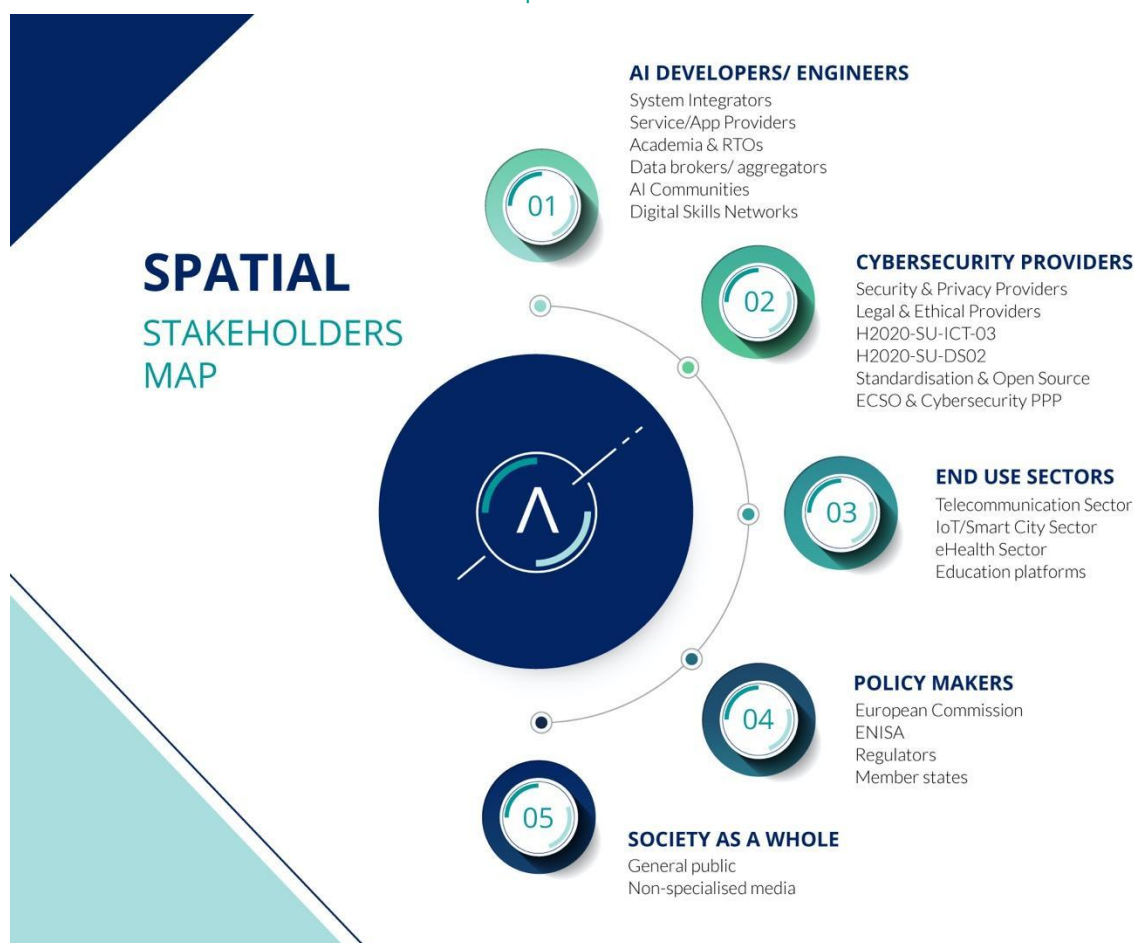 SPATIAL
STAKEHOLDERS
MAP
01
AI DEVELOPERS/ ENGINEERS
System Integrators
Service/App Providers
Academia & RTOs
Data brokers/ aggregators
AI Communities
Digital Skills Networks
02
CYBERSECURITY PROVIDERS
Security & Privacy Providers
Legal & Ethical Providers
H2020-SU-ICT-03
H2020-SU-DS02
Standardisation & Open Source
ECSO & Cybersecurity PPP
03
END USE SECTORS
Telecommunication Sector
IoT/Smart City Sector
eHealth Sector
Education platforms
04
POLICY MAKERS
European Commission
ENISA
Regulators
Member states
05
SOCIETY AS A WHOLE
General public
Non-specialised media